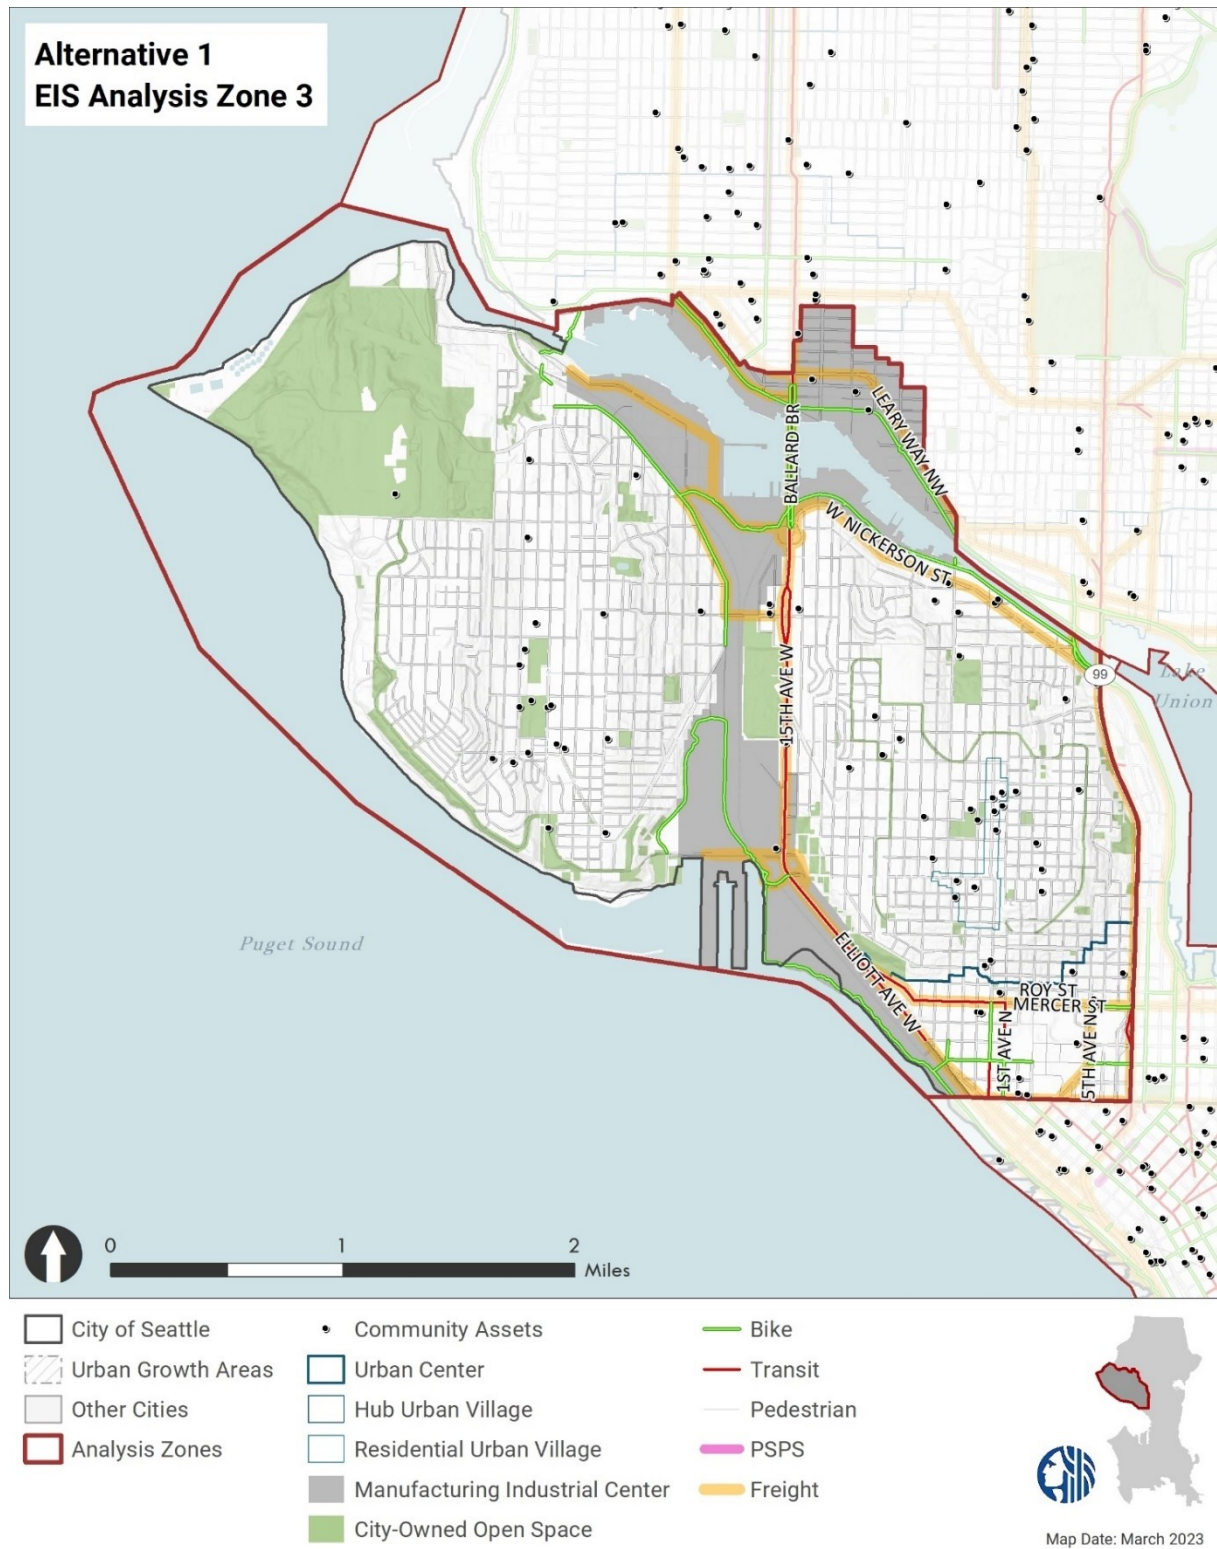 Alternative 1
EIS Analysis Zone 3
BALLARD BR
LEARY WAY NW
W NICKERSON ST
15TH AVE W
99
Lake
Union
Puget Sound
ELLIOTT AVE W
ROY ST
MERCER ST
1ST AVE N
5TH AVE N
0 1 2
Miles
City of Seattle
Urban Growth Areas
Other Cities
Analysis Zones
Community Assets
Urban Center
Hub Urban Village
Residential Urban Village
Manufacturing Industrial Center
City-Owned Open Space
Bike
Transit
Pedestrian
PSPS
Freight
Map Date: March 2023